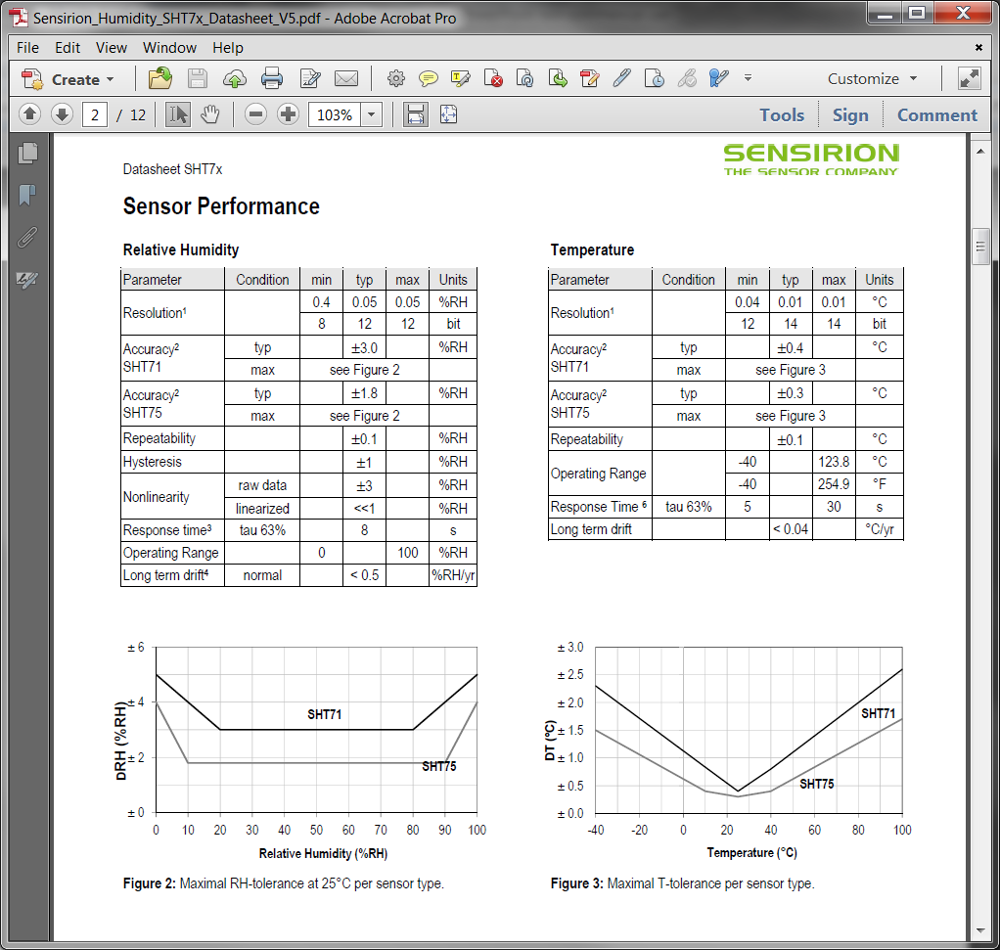 Sensirion_Humidity_SHT7x_Datasheet_V5.pdf - Adobe Acrobat Pro
File Edit View Window Help
Create Customize
2 / 12 103% Tools Sign Comment
SENSIRION
THE SENSOR COMPANY
Datasheet SHT7x
Sensor Performance
Relative Humidity
Parameter Condition min typ max Units
Resolution¹ 0.4 0.05 0.05 %RH
8 12 12 bit
Accuracy² SHT71 typ ±3.0 %RH
max see Figure 2
Accuracy² SHT75 typ ±1.8 %RH
max see Figure 2
Repeatability ±0.1 %RH
Hysteresis ±1 %RH
Nonlinearity raw data ±3 %RH
linearized <<1 %RH
Response time³ tau 63% 8 s
Operating Range 0 100 %RH
Long term drift⁴ normal < 0.5 %RH/yr
Temperature
Parameter Condition min typ max Units
Resolution¹ 0.04 0.01 0.01 °C
12 14 14 bit
Accuracy² SHT71 typ ±0.4 °C
max see Figure 3
Accuracy² SHT75 typ ±0.3 °C
max see Figure 3
Repeatability ±0.1 °C
Operating Range -40 123.8 °C
-40 254.9 °F
Response Time ⁶ tau 63% 5 30 s
Long term drift < 0.04 °C/yr
± 6
± 4
± 2
± 0
DRH (%RH)
SHT71
SHT75
0 10 20 30 40 50 60 70 80 90 100
Relative Humidity (%RH)
Figure 2: Maximal RH-tolerance at 25°C per sensor type.
± 3.0
± 2.5
± 2.0
± 1.5
± 1.0
± 0.5
± 0.0
DT (°C)
SHT71
SHT75
-40 -20 0 20 40 60 80 100
Temperature (°C)
Figure 3: Maximal T-tolerance per sensor type.